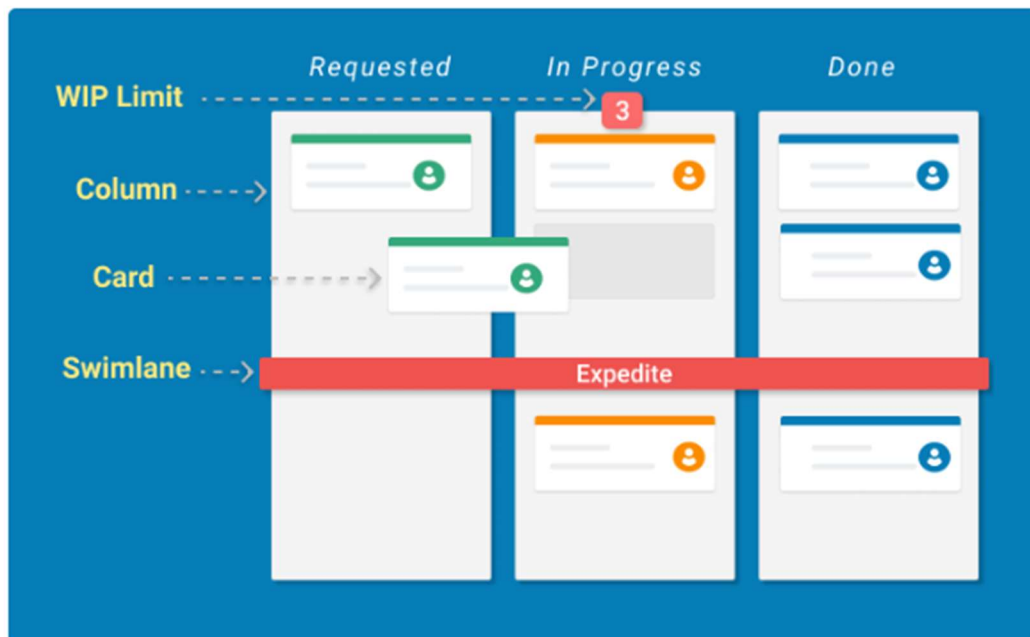 Requested
In Progress
Done
WIP Limit
3
Column
Card
Swimlane
Expedite